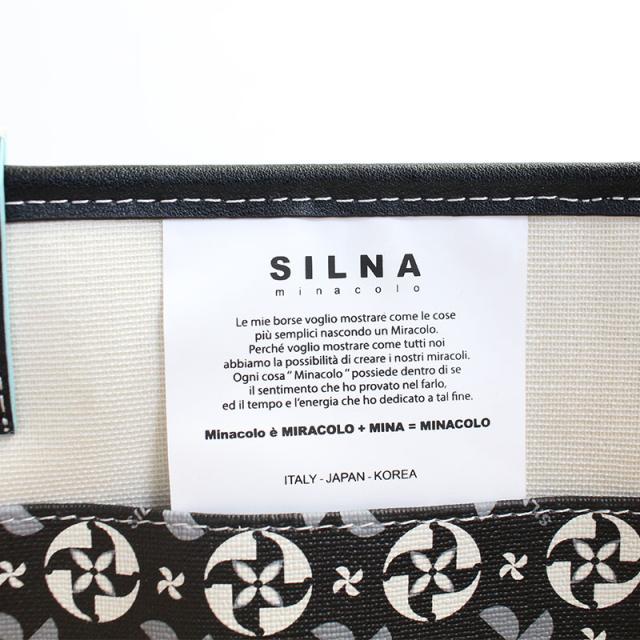 SILNA
minacolo
Le mie borse voglio mostrare come le cose
più semplici nascondo un Miracolo.
Perché voglio mostrare come tutti noi
abbiamo la possibilità di creare i nostri miracoli.
Ogni cosa "Minacolo" possiede dentro di se
il sentimento che ho provato nel farlo,
ed il tempo e l'energia che ho dedicato a tal fine.
Minacolo è MIRACOLO + MINA = MINACOLO
ITALY - JAPAN - KOREA